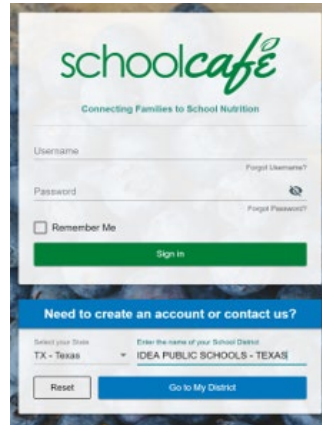 schoolcafé
Connecting Families to School Nutrition
Username
Forgot Username?
Password
Forgot Password?
Remember Me
Sign in
Need to create an account or contact us?
Select your State
Enter the name of your School District
TX - Texas
IDEA PUBLIC SCHOOLS - TEXAS
Reset
Go to My District